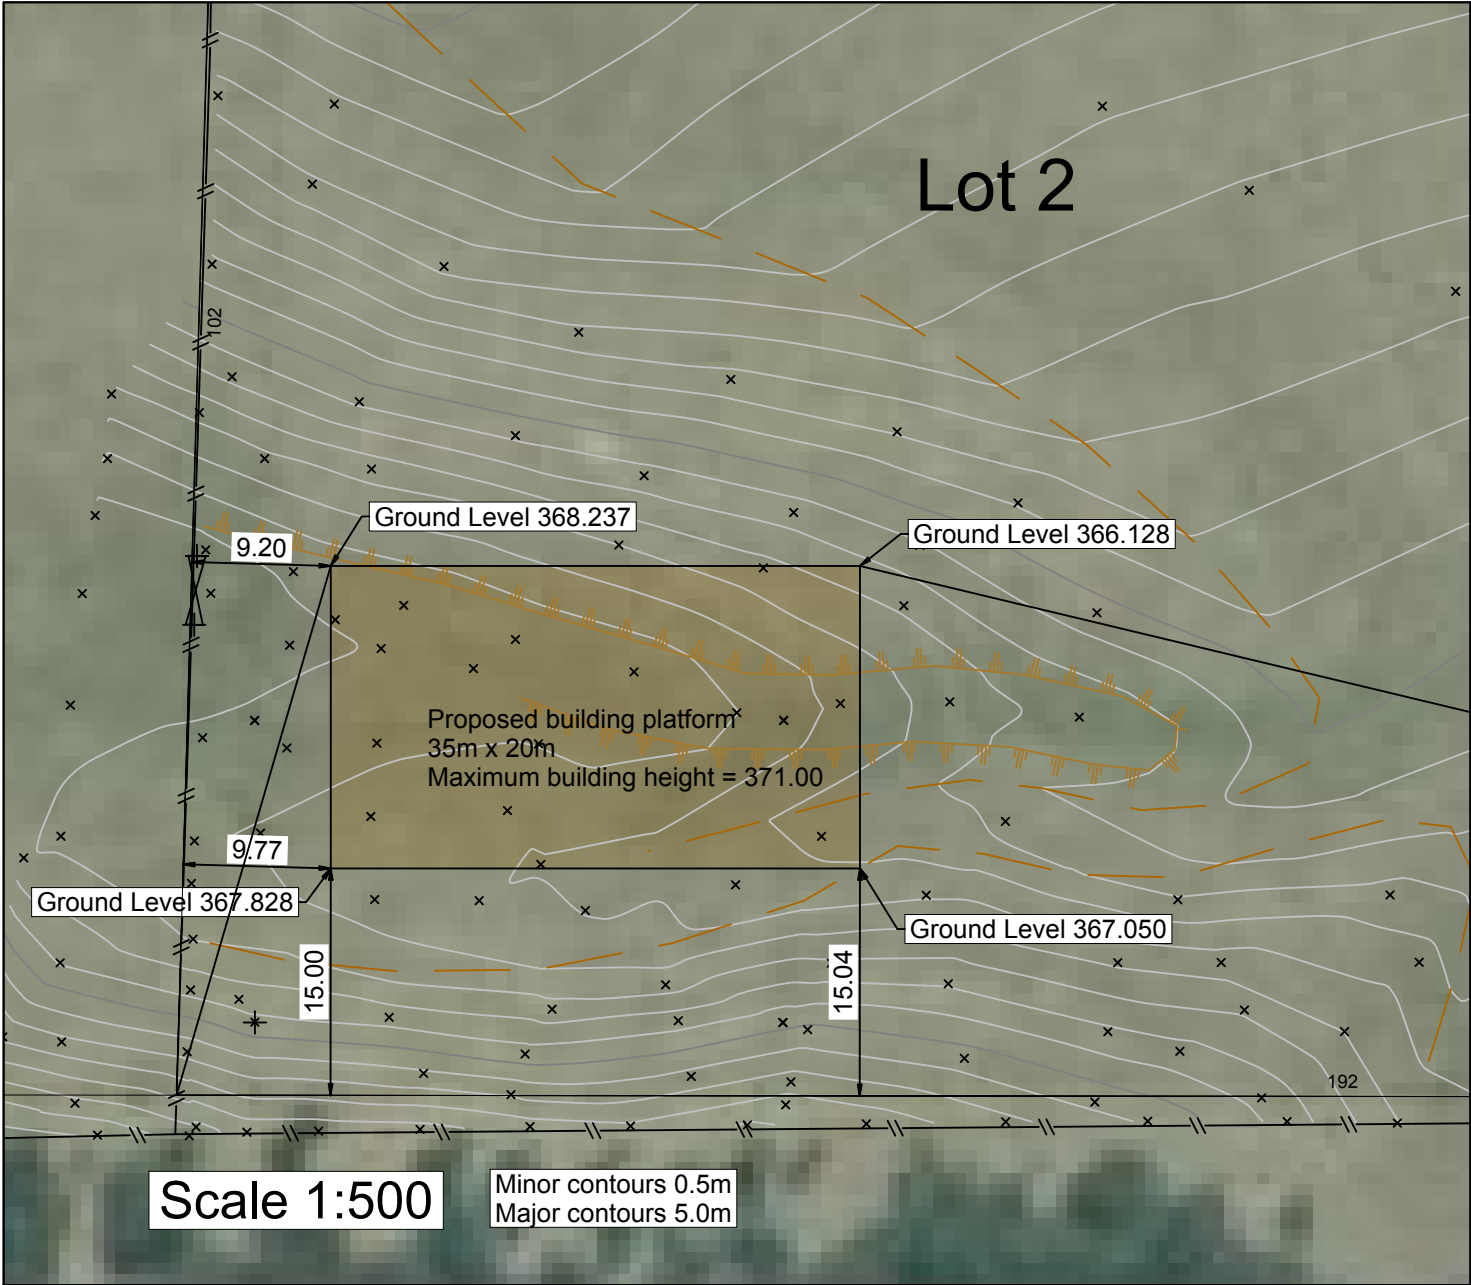 Lot 2
102
Ground Level 368.237
Ground Level 366.128
9.20
Proposed building platform
35m x 20m
Maximum building height = 371.00
9.77
Ground Level 367.828
Ground Level 367.050
15.00
15.04
192
Scale 1:500
Minor contours 0.5m
Major contours 5.0m